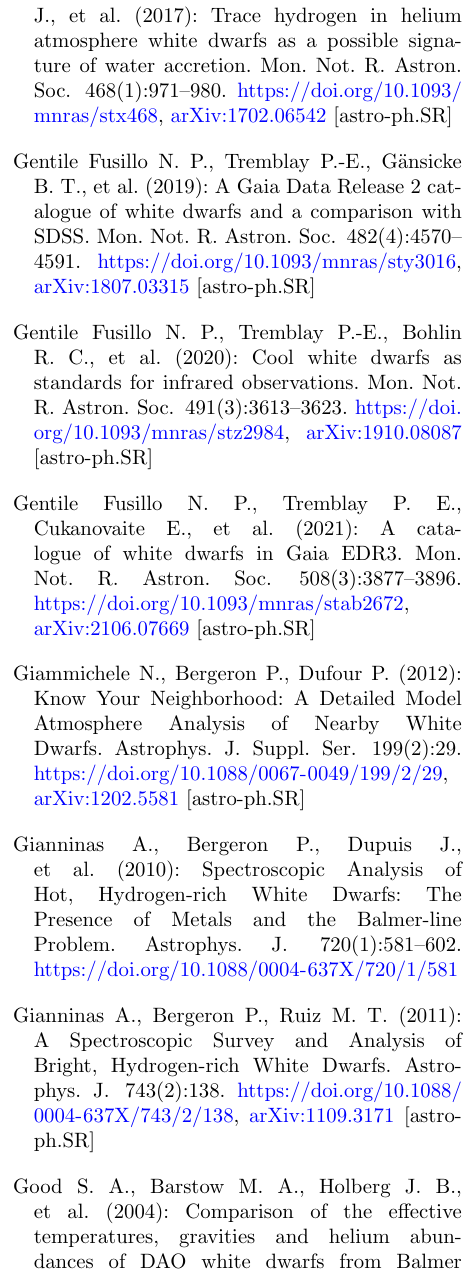 J., et al. (2017): Trace hydrogen in helium
atmosphere white dwarfs as a possible signa-
ture of water accretion. Mon. Not. R. Astron.
Soc. 468(1):971–980. https://doi.org/10.1093/
mnras/stx468, arXiv:1702.06542 [astro-ph.SR]
Gentile Fusillo N. P., Tremblay P.-E., Gänsicke
B. T., et al. (2019): A Gaia Data Release 2 cat-
alogue of white dwarfs and a comparison with
SDSS. Mon. Not. R. Astron. Soc. 482(4):4570–
4591. https://doi.org/10.1093/mnras/sty3016,
arXiv:1807.03315 [astro-ph.SR]
Gentile Fusillo N. P., Tremblay P.-E., Bohlin
R. C., et al. (2020): Cool white dwarfs as
standards for infrared observations. Mon. Not.
R. Astron. Soc. 491(3):3613–3623. https://doi.
org/10.1093/mnras/stz2984, arXiv:1910.08087
[astro-ph.SR]
Gentile Fusillo N. P., Tremblay P. E.,
Cukanovaite E., et al. (2021): A cata-
logue of white dwarfs in Gaia EDR3. Mon.
Not. R. Astron. Soc. 508(3):3877–3896.
https://doi.org/10.1093/mnras/stab2672,
arXiv:2106.07669 [astro-ph.SR]
Giammichele N., Bergeron P., Dufour P. (2012):
Know Your Neighborhood: A Detailed Model
Atmosphere Analysis of Nearby White
Dwarfs. Astrophys. J. Suppl. Ser. 199(2):29.
https://doi.org/10.1088/0067-0049/199/2/29,
arXiv:1202.5581 [astro-ph.SR]
Gianninas A., Bergeron P., Dupuis J.,
et al. (2010): Spectroscopic Analysis of
Hot, Hydrogen-rich White Dwarfs: The
Presence of Metals and the Balmer-line
Problem. Astrophys. J. 720(1):581–602.
https://doi.org/10.1088/0004-637X/720/1/581
Gianninas A., Bergeron P., Ruiz M. T. (2011):
A Spectroscopic Survey and Analysis of
Bright, Hydrogen-rich White Dwarfs. Astro-
phys. J. 743(2):138. https://doi.org/10.1088/
0004-637X/743/2/138, arXiv:1109.3171 [astro-
ph.SR]
Good S. A., Barstow M. A., Holberg J. B.,
et al. (2004): Comparison of the effective
temperatures, gravities and helium abun-
dances of DAO white dwarfs from Balmer